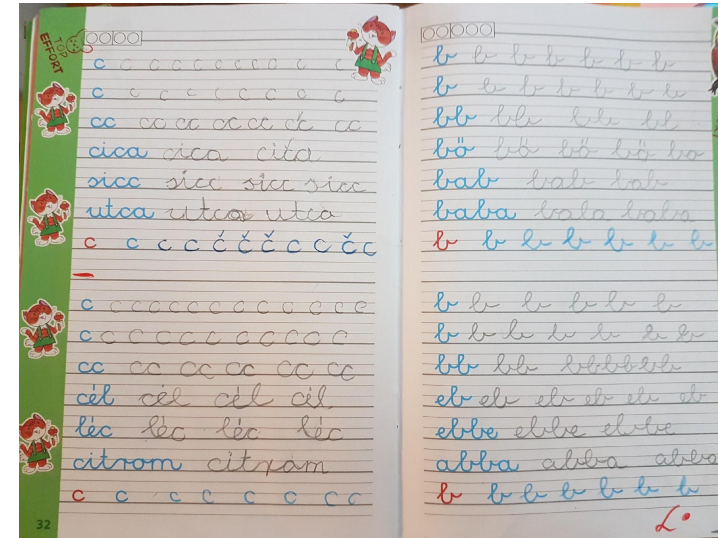 TOP
EFFORT
c c c c c c c c c c
c c c c c c c c c
cc cc cc cc cc cc cc
cica cica cica
sicc sicc sicc sicc
utca utca utca
c c c c č č č c c č c
c c c c c c c c c c c c
c c c c c c c c c c
cc cc cc cc cc cc
cél cél cél cél
léc léc léc léc
citrom citrom
c c c c c c c c
32
b b b b b b b
b b b b b b b
bb bb bb bb
bö bö bö bö bo
bab bab bab
baba baba baba
b b b b b b b
b b b b b b
b b b b b b b
bb bb bbbbbb
eb eb eb eb eb eb
ebbe ebbe ebbe
abba abba abba
b b b b b b b
L